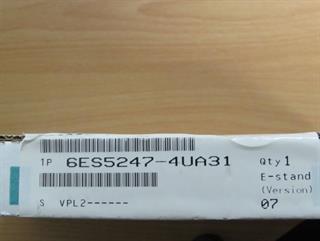 1P 6ES5247-4UA31 Qty 1
E-stand
(Version)
S VPL2------ 07